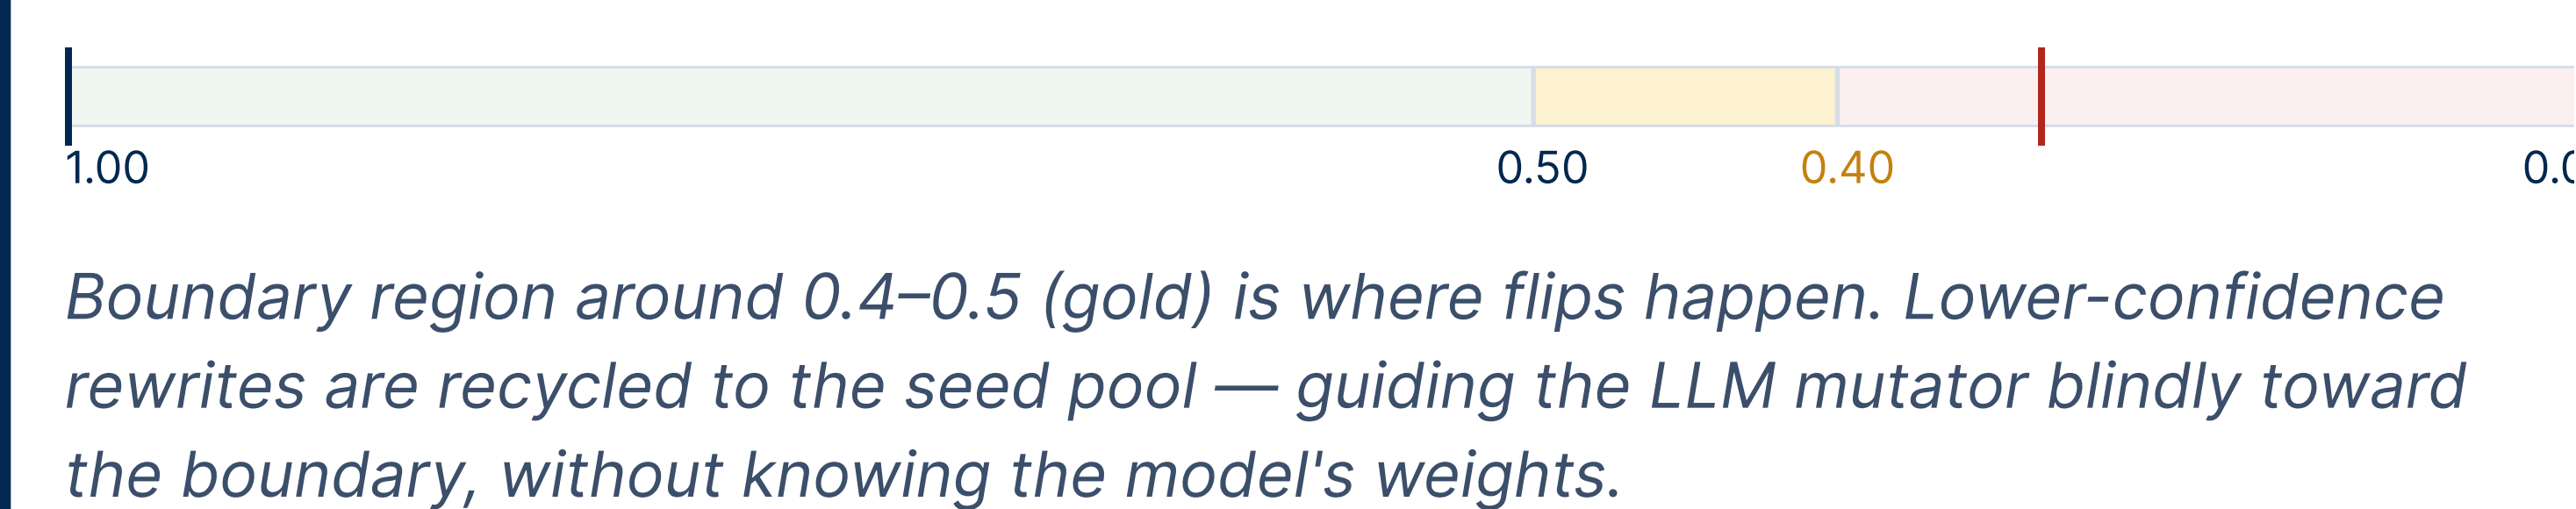 1.00 0.50 0.40 0.0
Boundary region around 0.4–0.5 (gold) is where flips happen. Lower-confidence
rewrites are recycled to the seed pool — guiding the LLM mutator blindly toward
the boundary, without knowing the model's weights.